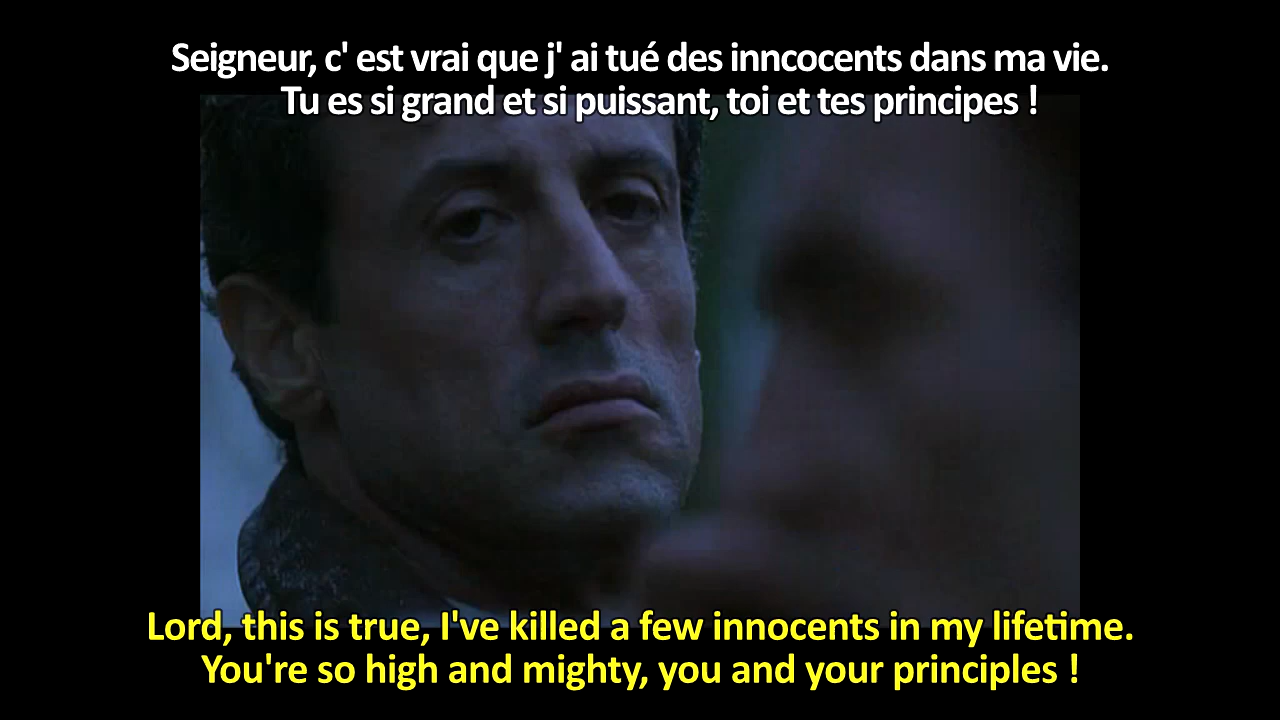 Seigneur, c' est vrai que j' ai tué des inncocents dans ma vie.
Tu es si grand et si puissant, toi et tes principes !
Lord, this is true, I've killed a few innocents in my lifetime.
You're so high and mighty, you and your principles !